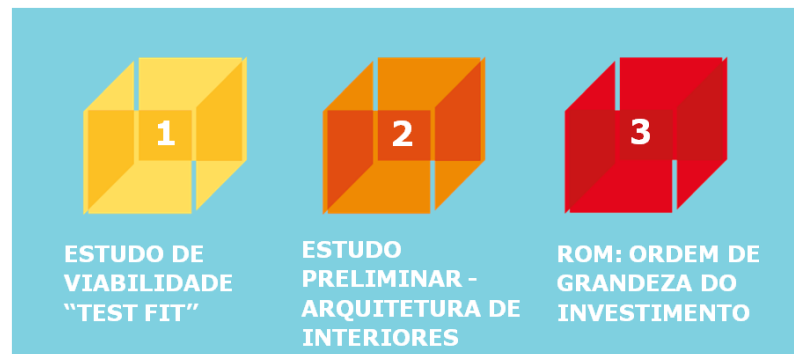 1
ESTUDO DE
VIABILIDADE
“TEST FIT”
2
ESTUDO
PRELIMINAR -
ARQUITETURA DE
INTERIORES
3
ROM: ORDEM DE
GRANDEZA DO
INVESTIMENTO